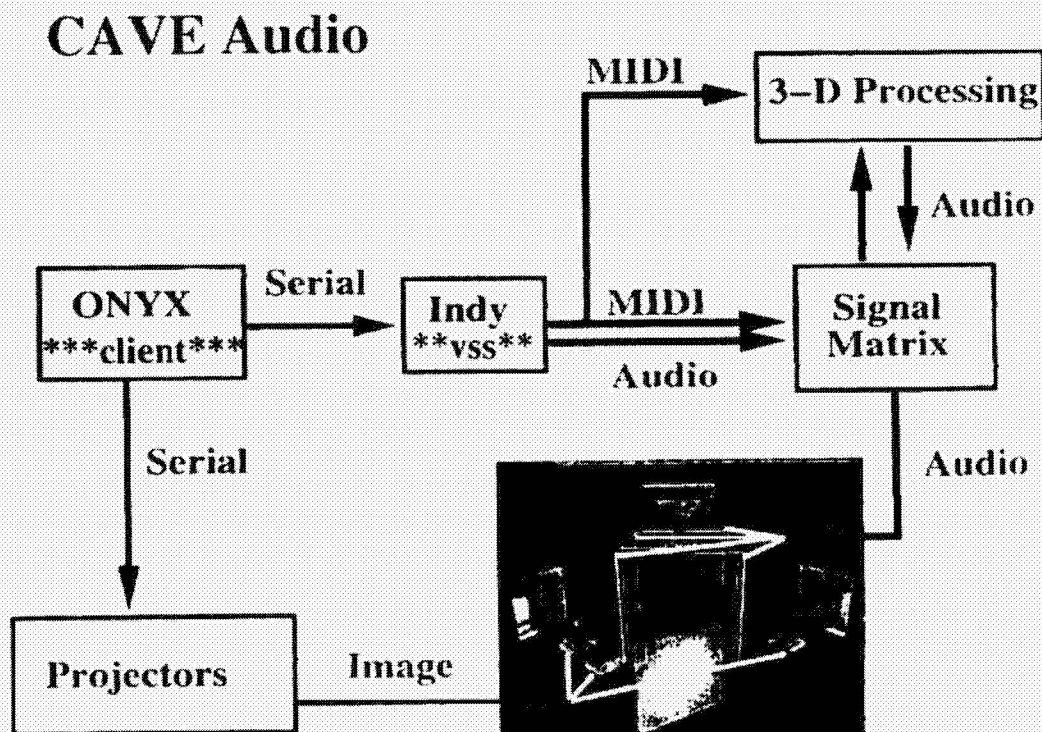 CAVE Audio
MIDI
3–D Processing
Audio
ONYX
***client***
Serial
Indy
**vss**
MIDI
Audio
Signal
Matrix
Serial
Audio
Projectors
Image